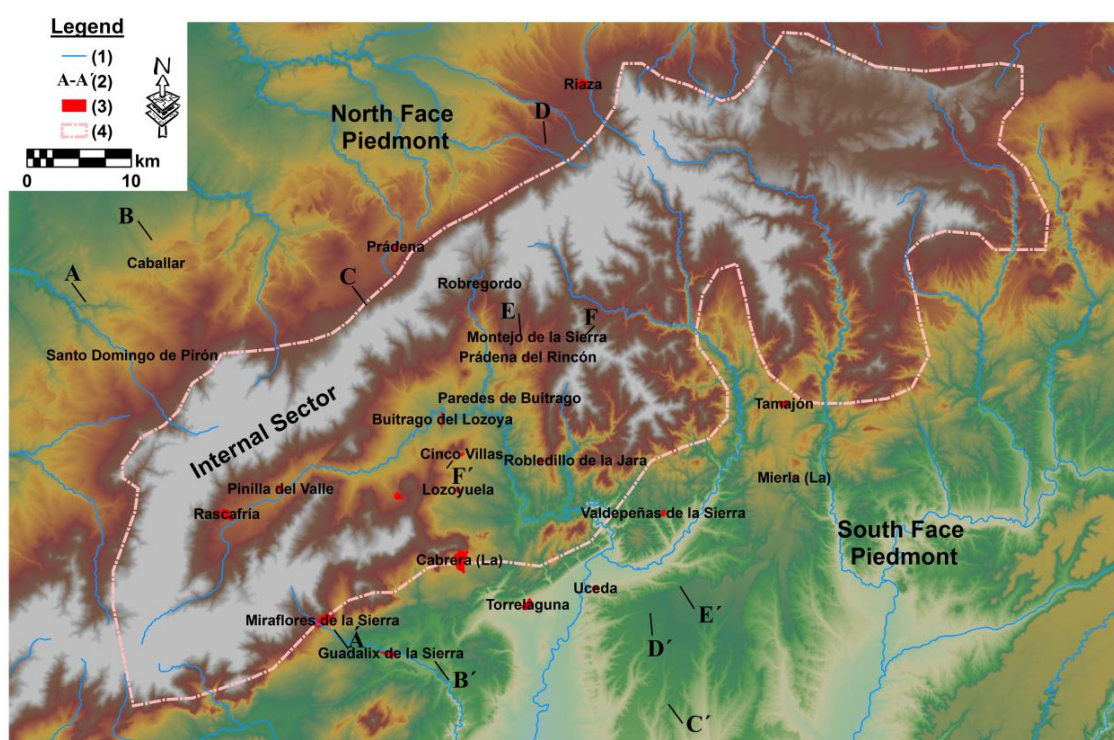 Legend
(1)
A-A´ (2)
(3)
(4)
N
km
0 10
Riaza
North Face
Piedmont
D
B
Caballar
Prádena
A
C
Robregordo
E
F
Montejo de la Sierra
Prádena del Rincón
Santo Domingo de Pirón
Internal Sector
Paredes de Buitrago
Buitrago del Lozoya
Tamajón
Cinco Villas
Robledillo de la Jara
F´
Pinilla del Valle
Lozoyuela
Mierla (La)
Rascafría
Valdepeñas de la Sierra
South Face
Piedmont
Cabrera (La)
Uceda
Torrelaguna
E´
Miraflores de la Sierra
A´
Guadalix de la Sierra
D´
B´
C´